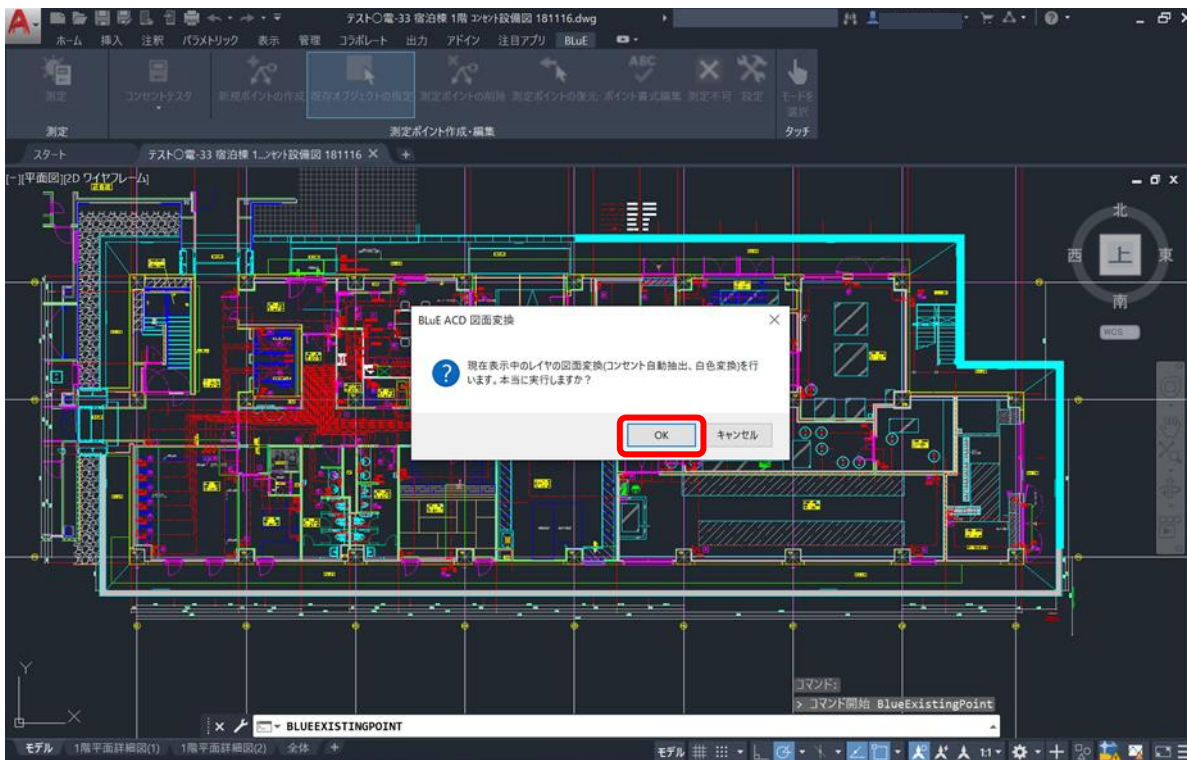 テスト〇電-33 宿泊棟 1階 コンセント設備図 181116.dwg
ホーム 挿入 注釈 パラメトリック 表示 管理 コラボレート 出力 アドイン 注目アプリ BLuE
測定 コンセントテスタ 新規ポイントの作成 既存オブジェクトの指定 測定ポイントの削除 測定ポイントの復元 ABC ポイント書式編集 測定不可 設定 モードを
選択
測定 測定ポイント作成・編集 タッチ
スタート テスト〇電-33 宿泊棟 1...ンセント設備図 181116
[-][平面図][2D ワイヤフレーム]
北
西 上 東
南
WCS
BLuE ACD 図面変換
現在表示中のレイヤの図面変換(コンセント自動抽出、白色変換)を行
います。本当に実行しますか？
OK キャンセル
Y
X
コマンド:
> コマンド開始 BlueExistingPoint
BLUEEXISTINGPOINT
モデル 1階平面詳細図(1) 1階平面詳細図(2) 全体 +
モデル 1:1